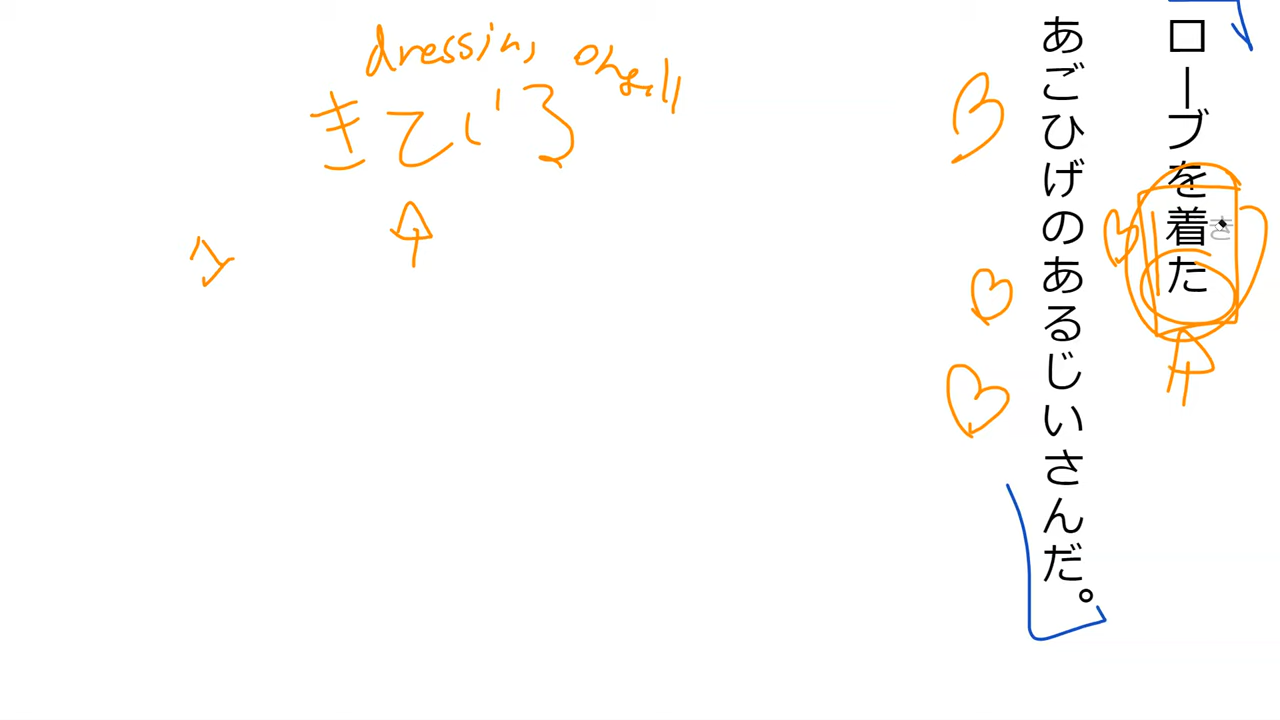 ローブを着た
あごひげのあるじいさんだ。
き
きている